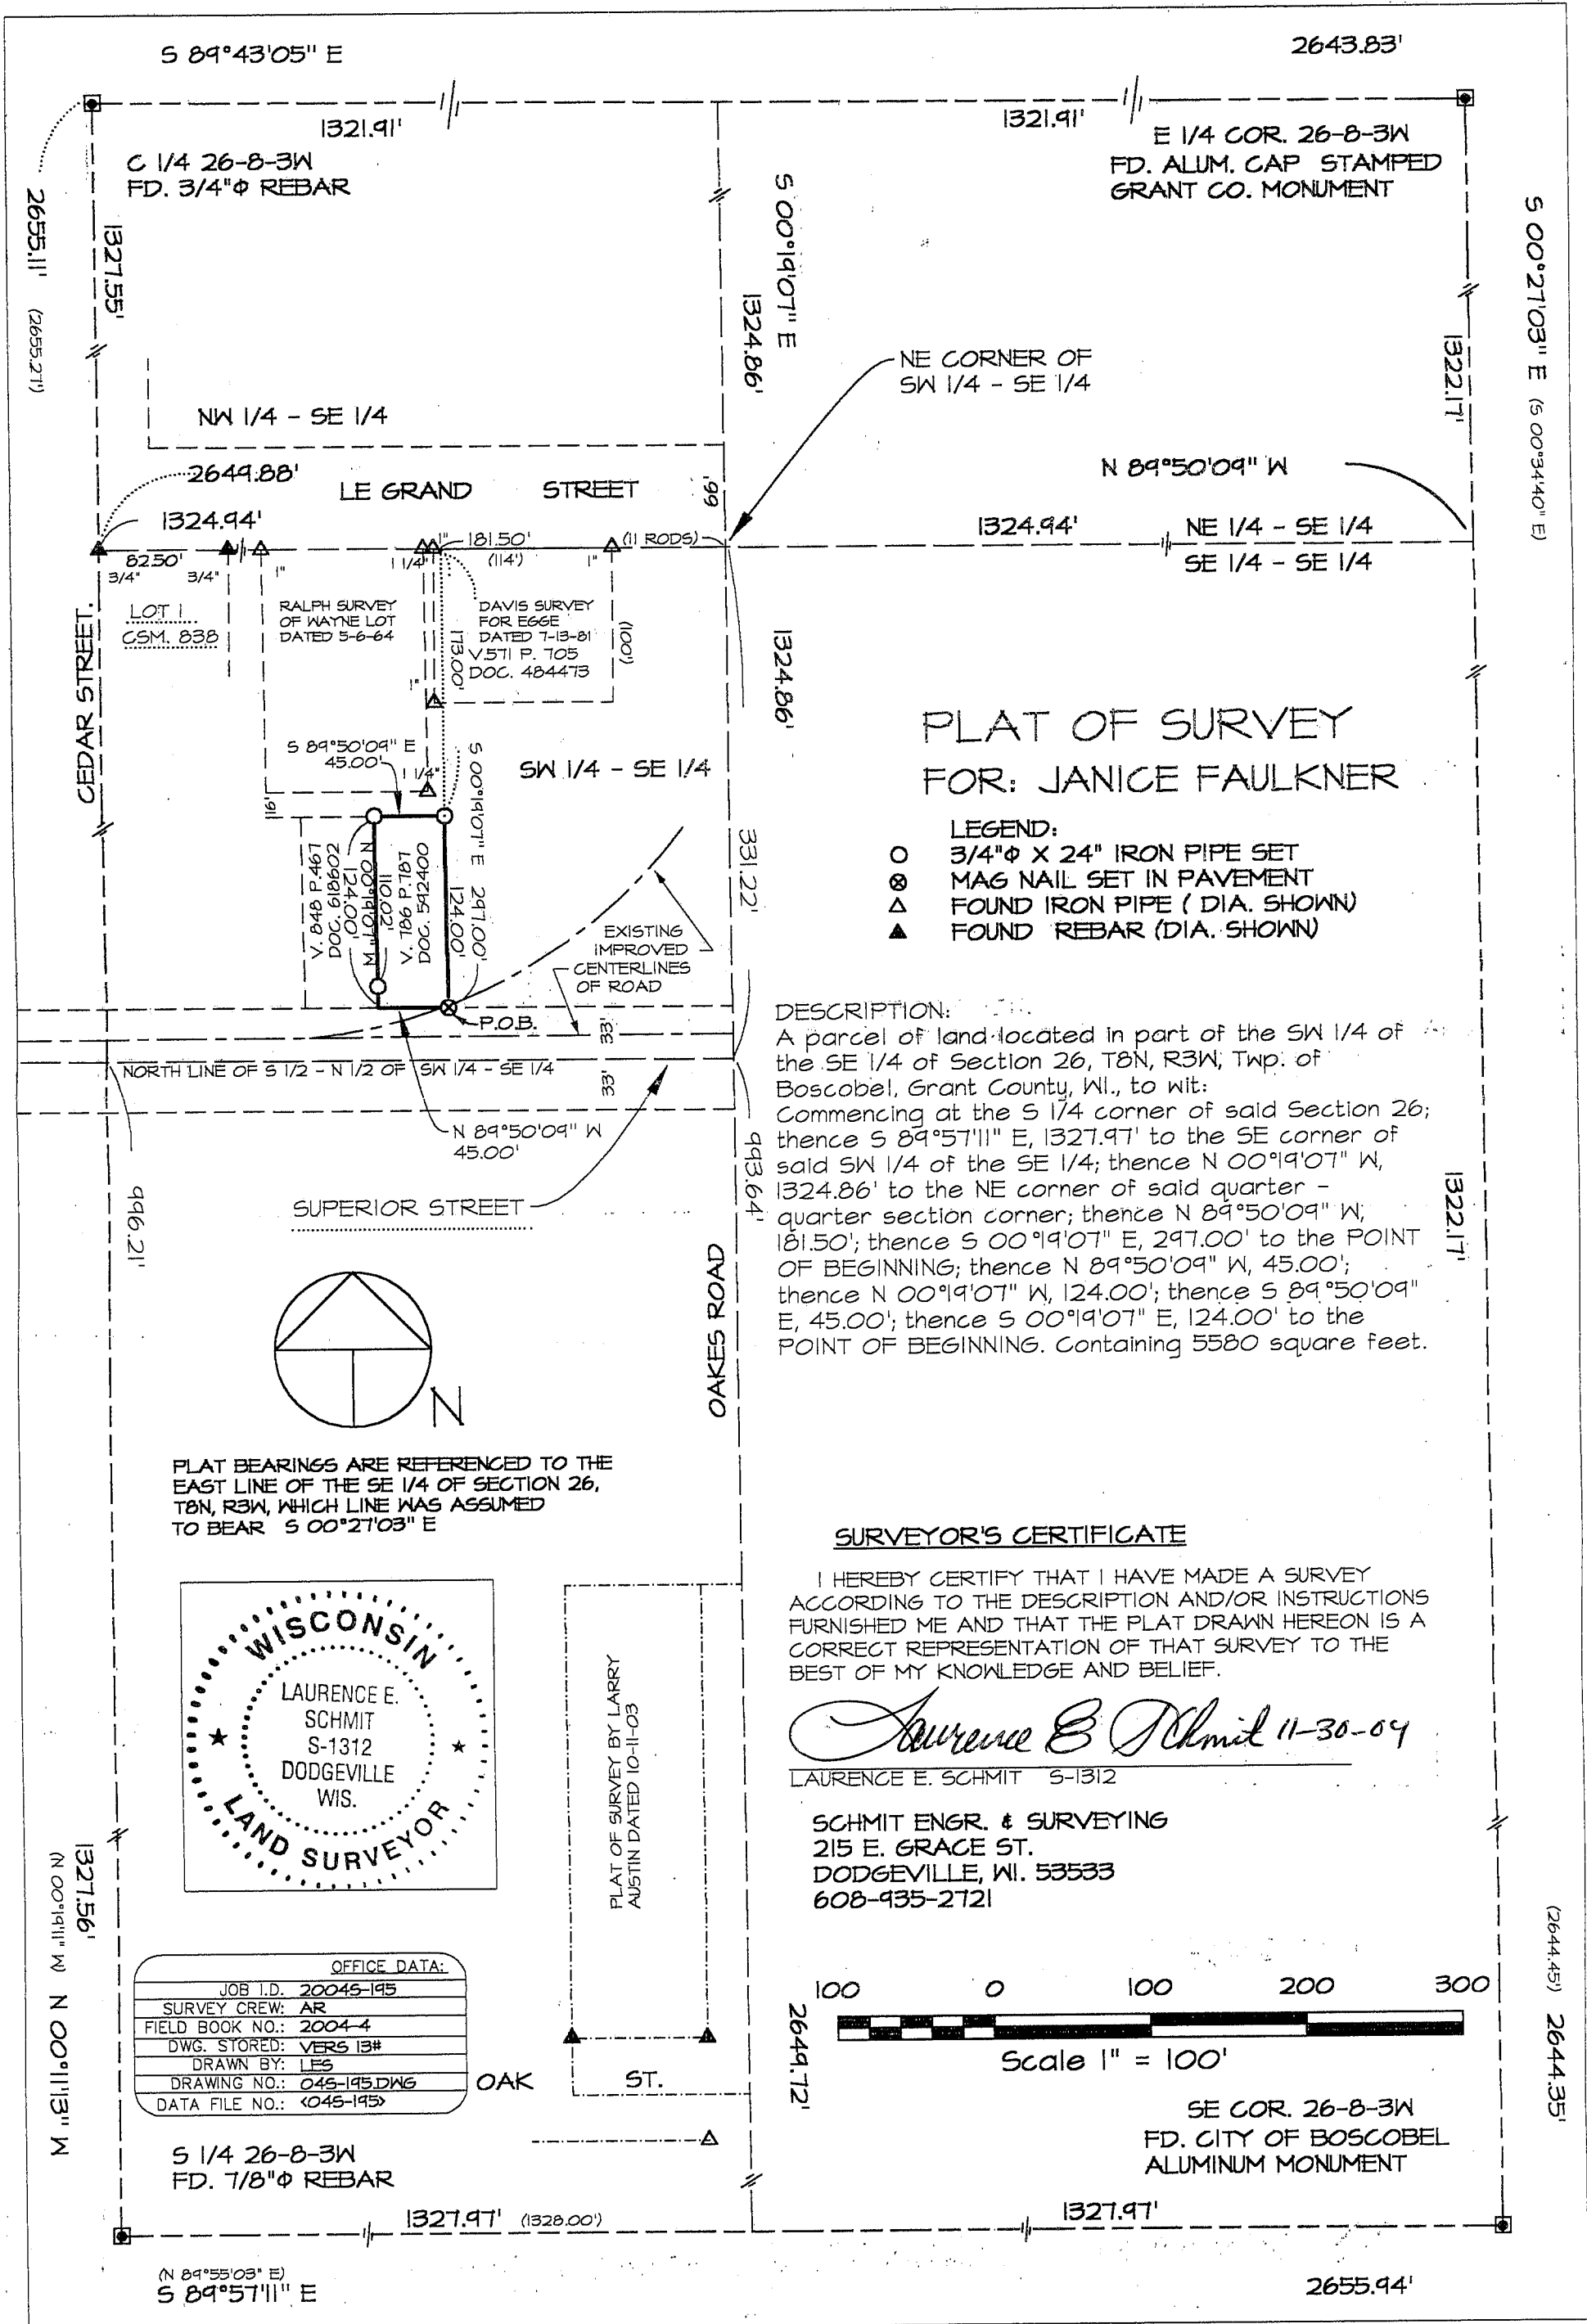 S 89°43'05" E
2643.83'
1321.91'
1321.91'
C 1/4 26-8-3W
FD. 3/4"Φ REBAR
E 1/4 COR. 26-8-3W
FD. ALUM. CAP STAMPED
GRANT CO. MONUMENT
2655.11' (2655.27')
1327.55'
S 00°19'07" E
1324.86'
S 00°27'03" E (S 00°34'40" E)
1322.17'
NE CORNER OF
SW 1/4 - SE 1/4
NW 1/4 - SE 1/4
2649.88'
LE GRAND STREET
66'
N 89°50'09" W
1324.94'
181.50'
(11 RODS)
1324.94'
NE 1/4 - SE 1/4
SE 1/4 - SE 1/4
82.50'
3/4" 3/4"
1"
1 1/4"
1"
(114')
1"
LOT 1
CSM. 838
RALPH SURVEY
OF WAYNE LOT
DATED 5-6-64
DAVIS SURVEY
FOR EGGE
DATED 7-13-81
V.571 P. 705
DOC. 484473
173.00'
(100')
1"
1324.86'
CEDAR STREET.
S 89°50'09" E
45.00'
1 1/4"
SW 1/4 - SE 1/4
16'
S 00°19'07" E 297.00'
124.00'
V. 848 P.467
DOC. 618602
124.00'
N 00°19'07" W
110.02'
V. 786 P.787
DOC. 592400
331.22'
EXISTING
IMPROVED
CENTERLINES
OF ROAD
P.O.B.
33'
NORTH LINE OF S 1/2 - N 1/2 OF SW 1/4 - SE 1/4
33'
N 89°50'09" W
45.00'
SUPERIOR STREET
996.21'
993.64'
OAKES ROAD
1322.17'
PLAT OF SURVEY
FOR: JANICE FAULKNER
LEGEND:
3/4"Φ X 24" IRON PIPE SET
MAG NAIL SET IN PAVEMENT
FOUND IRON PIPE ( DIA. SHOWN)
FOUND REBAR (DIA. SHOWN)
DESCRIPTION:
A parcel of land located in part of the SW 1/4 of
the SE 1/4 of Section 26, T8N, R3W, Twp. of
Boscobel, Grant County, WI., to wit:
Commencing at the S 1/4 corner of said Section 26;
thence S 89°57'11" E, 1327.97' to the SE corner of
said SW 1/4 of the SE 1/4; thence N 00°19'07" W,
1324.86' to the NE corner of said quarter -
quarter section corner; thence N 89°50'09" W,
181.50'; thence S 00°19'07" E, 297.00' to the POINT
OF BEGINNING; thence N 89°50'09" W, 45.00';
thence N 00°19'07" W, 124.00'; thence S 89°50'09"
E, 45.00'; thence S 00°19'07" E, 124.00' to the
POINT OF BEGINNING. Containing 5580 square feet.
N
PLAT BEARINGS ARE REFERENCED TO THE
EAST LINE OF THE SE 1/4 OF SECTION 26,
T8N, R3W, WHICH LINE WAS ASSUMED
TO BEAR S 00°27'03" E
WISCONSIN
LAURENCE E.
SCHMIT
S-1312
DODGEVILLE
WIS.
LAND SURVEYOR
PLAT OF SURVEY BY LARRY
AUSTIN DATED 10-11-03
SURVEYOR'S CERTIFICATE
I HEREBY CERTIFY THAT I HAVE MADE A SURVEY
ACCORDING TO THE DESCRIPTION AND/OR INSTRUCTIONS
FURNISHED ME AND THAT THE PLAT DRAWN HEREON IS A
CORRECT REPRESENTATION OF THAT SURVEY TO THE
BEST OF MY KNOWLEDGE AND BELIEF.
Laurence E Schmit 11-30-04
LAURENCE E. SCHMIT S-1312
SCHMIT ENGR. & SURVEYING
215 E. GRACE ST.
DODGEVILLE, WI. 53533
608-935-2721
1327.56'
(N 00°19'11" W) N 00°11'13" W
OFFICE DATA:
JOB I.D. 2004S-195
SURVEY CREW: AR
FIELD BOOK NO.: 2004-4
DWG. STORED: VERS 13#
DRAWN BY: LES
DRAWING NO.: 04S-195.DWG
DATA FILE NO.: <04S-195>
OAK ST.
2649.72'
100 0 100 200 300
Scale 1" = 100'
(2644.45') 2644.35'
S 1/4 26-8-3W
FD. 7/8"Φ REBAR
SE COR. 26-8-3W
FD. CITY OF BOSCOBEL
ALUMINUM MONUMENT
1327.97' (1328.00')
1327.97'
(N 89°55'03" E)
S 89°57'11" E
2655.94'